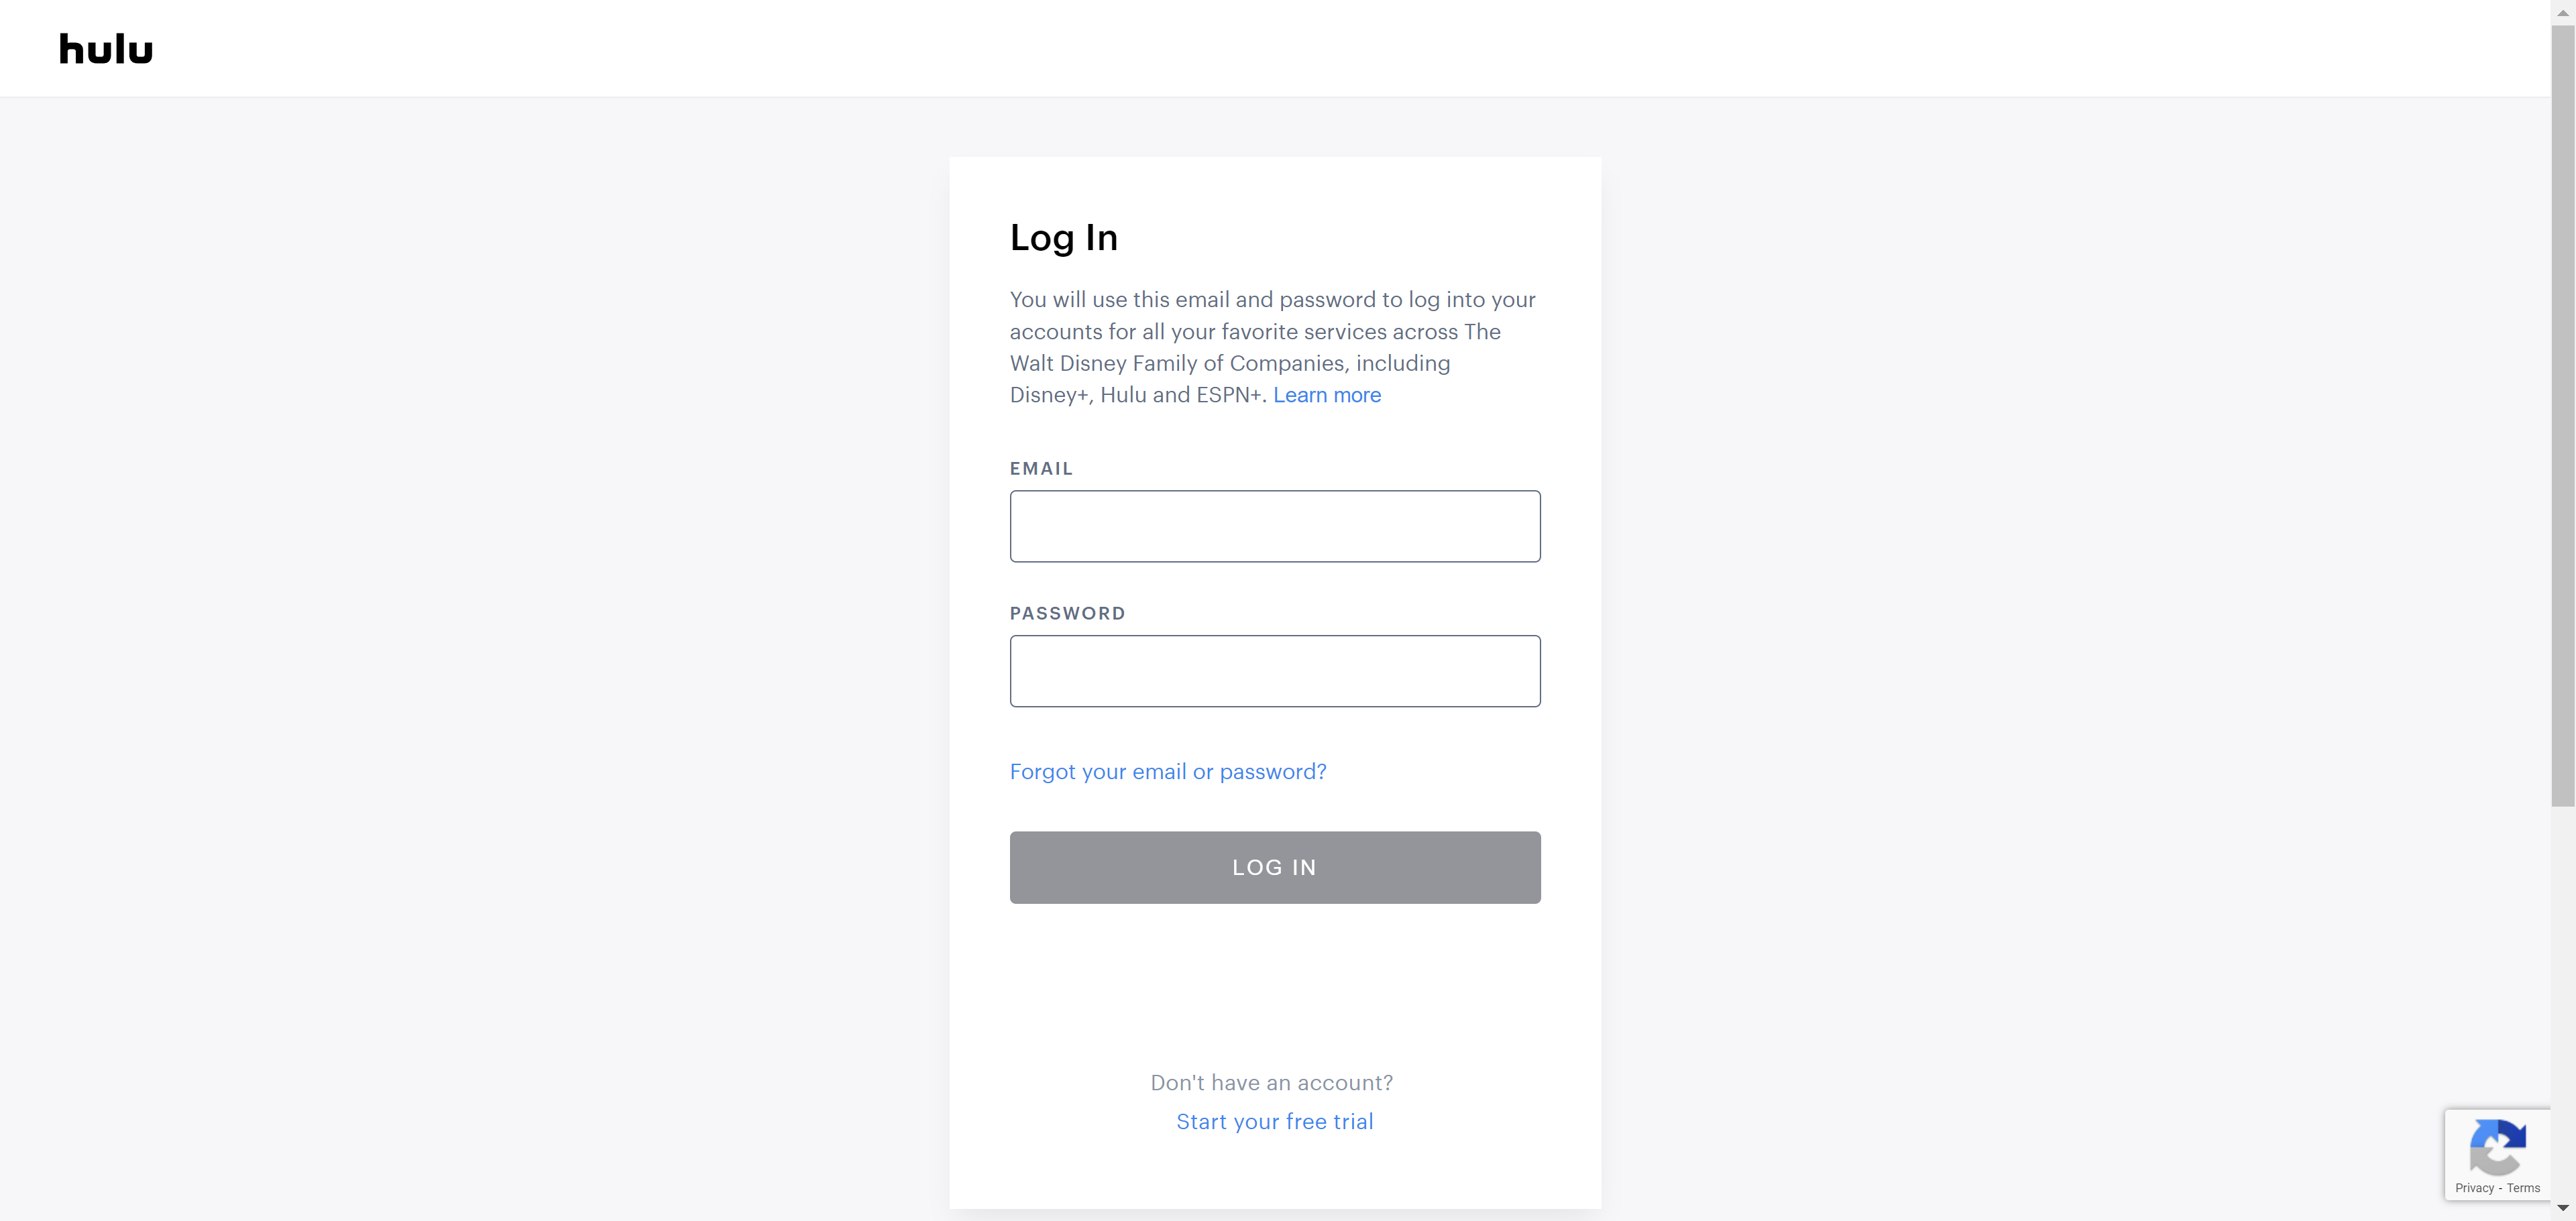 hulu
Log In
You will use this email and password to log into your
accounts for all your favorite services across The
Walt Disney Family of Companies, including
Disney+, Hulu and ESPN+. Learn more
EMAIL
PASSWORD
Forgot your email or password?
LOG IN
Don't have an account?
Start your free trial
Privacy - Terms